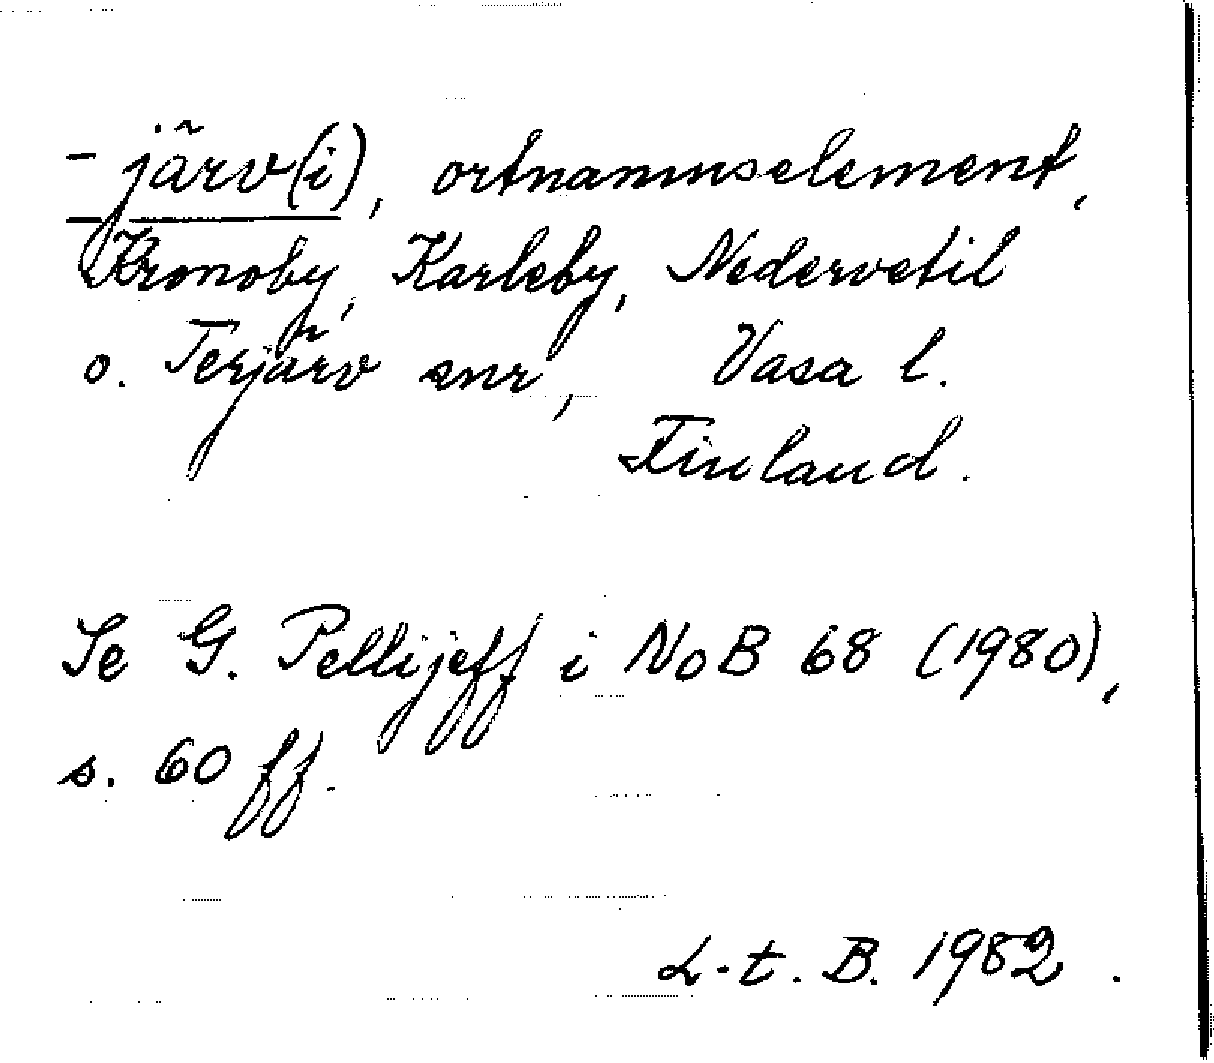 - järv(i), ortnamnselement,
Kronoby, Karleby, Nedervetil
o. Terjärv snr, Vasa l.
Finland.
Se G. Pellijeff i NoB 68 (1980),
s. 60 ff.
L-t. B. 1982.